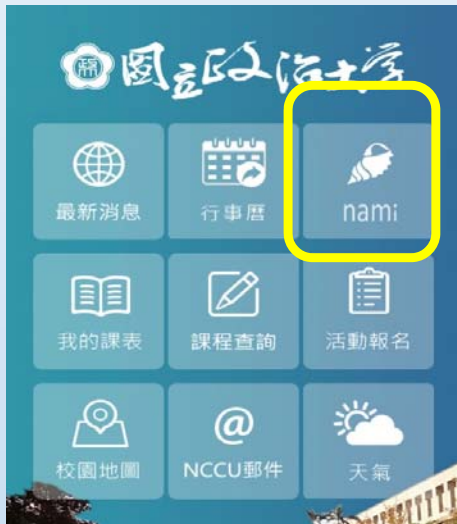 國立政治大學
最新消息
行事曆
nami
我的課表
課程查詢
活動報名
校園地圖
NCCU郵件
天氣